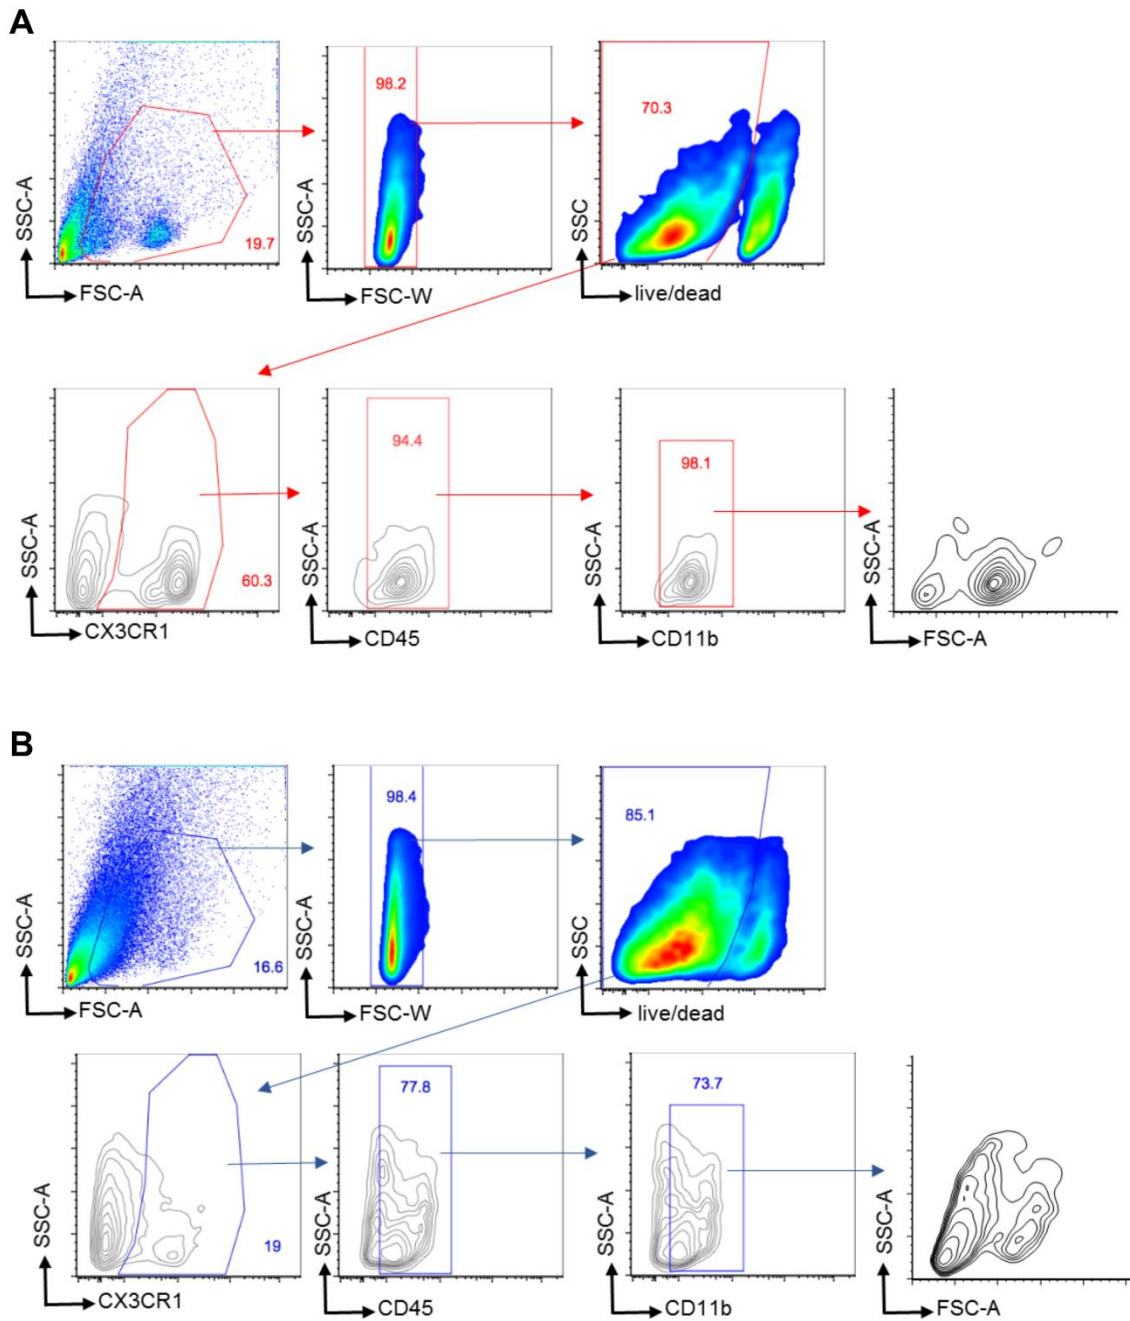 A
98.2
70.3
19.7
SSC-A
SSC-A
SSC
FSC-A
FSC-W
live/dead
94.4
98.1
60.3
SSC-A
SSC-A
SSC-A
SSC-A
CX3CR1
CD45
CD11b
FSC-A
B
98.4
85.1
16.6
SSC-A
SSC-A
SSC
FSC-A
FSC-W
live/dead
77.8
73.7
19
SSC-A
SSC-A
SSC-A
SSC-A
CX3CR1
CD45
CD11b
FSC-A